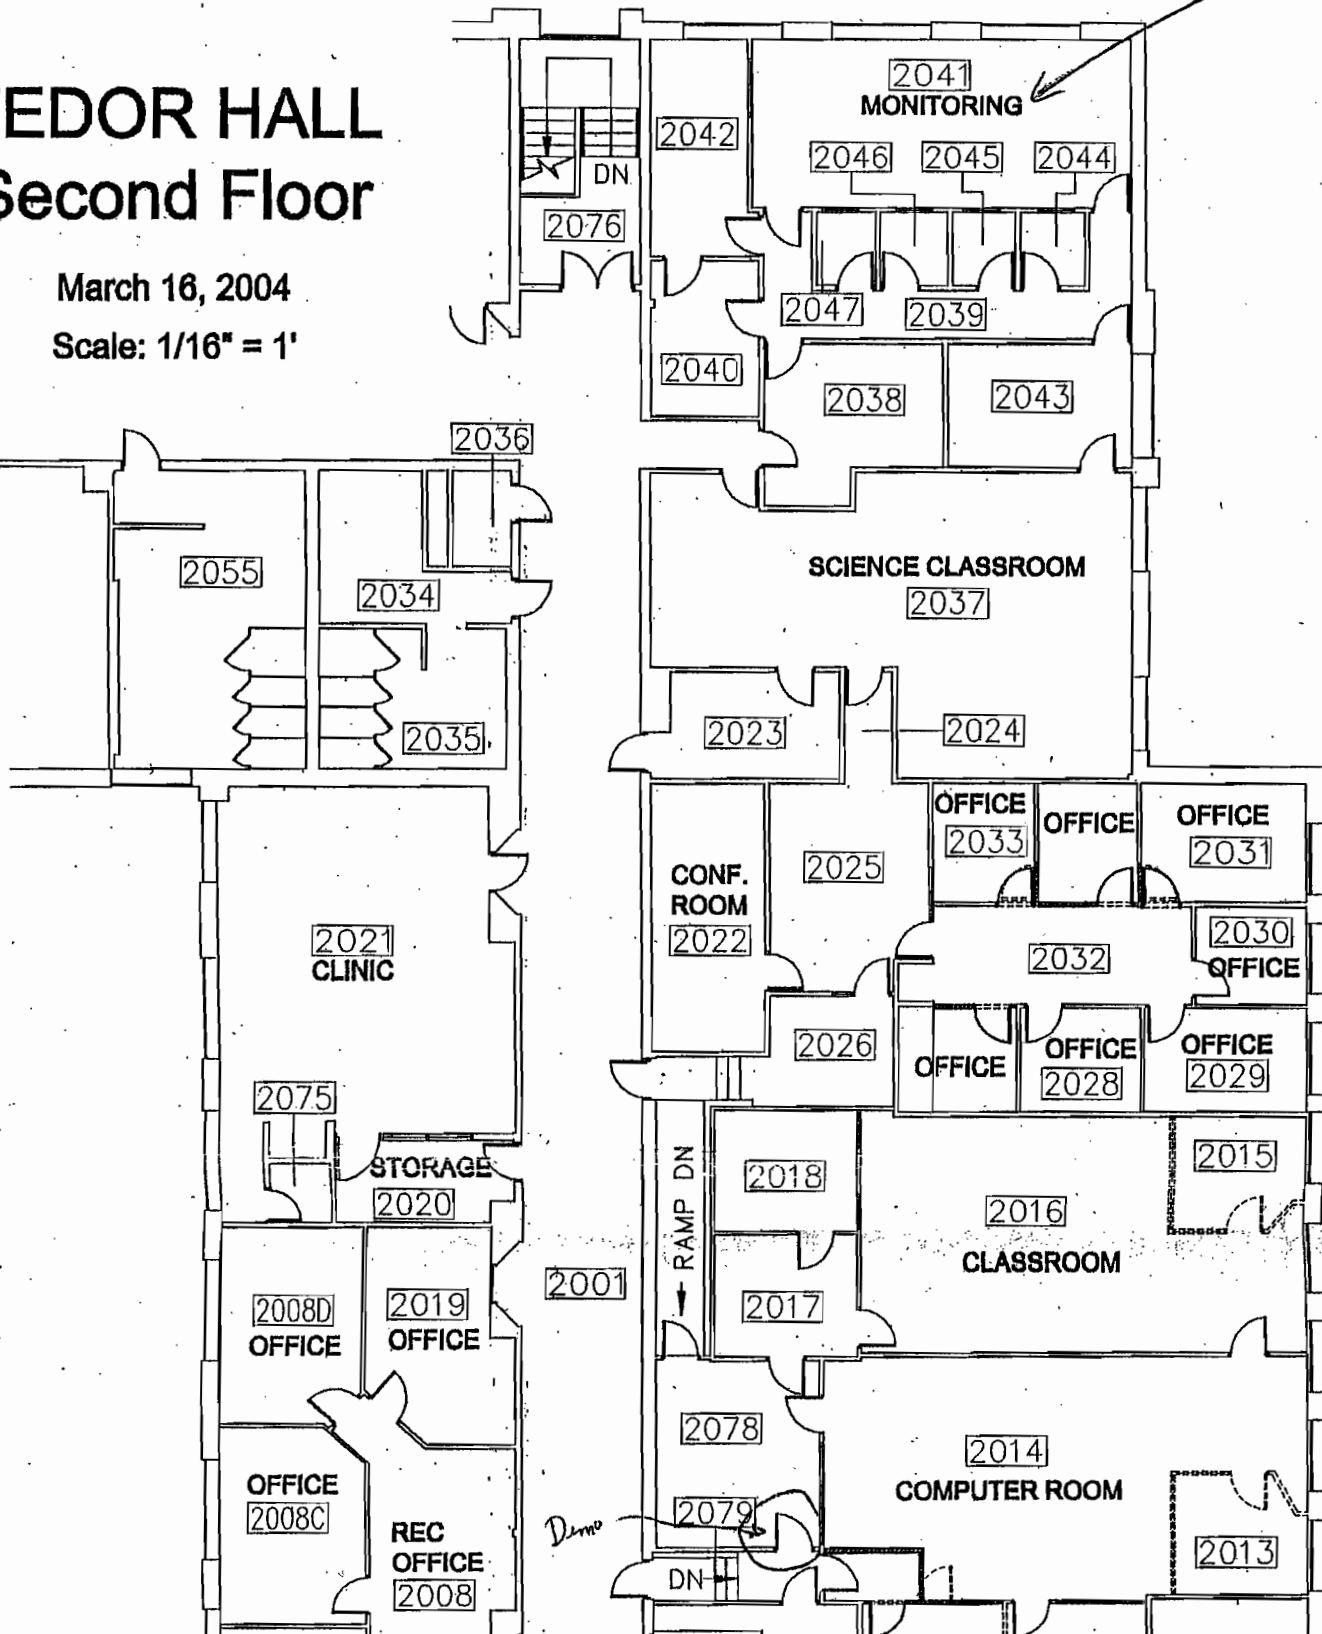 EDOR HALL
Second Floor
March 16, 2004
Scale: 1/16" = 1'
2041
MONITORING
2042
2046
2045
2044
DN
2076
2047
2039
2040
2038
2043
2036
SCIENCE CLASSROOM
2037
2055
2034
2035
2023
2024
OFFICE
2033
OFFICE
OFFICE
2031
CONF.
ROOM
2022
2025
2021
CLINIC
2032
2030
OFFICE
2026
OFFICE
OFFICE
2028
OFFICE
2029
2075
STORAGE
2020
RAMP DN
2018
2016
CLASSROOM
2015
2001
2017
2008D
OFFICE
2019
OFFICE
2078
2014
COMPUTER ROOM
OFFICE
2008C
REC
OFFICE
2008
Demo
2079
DN
2013